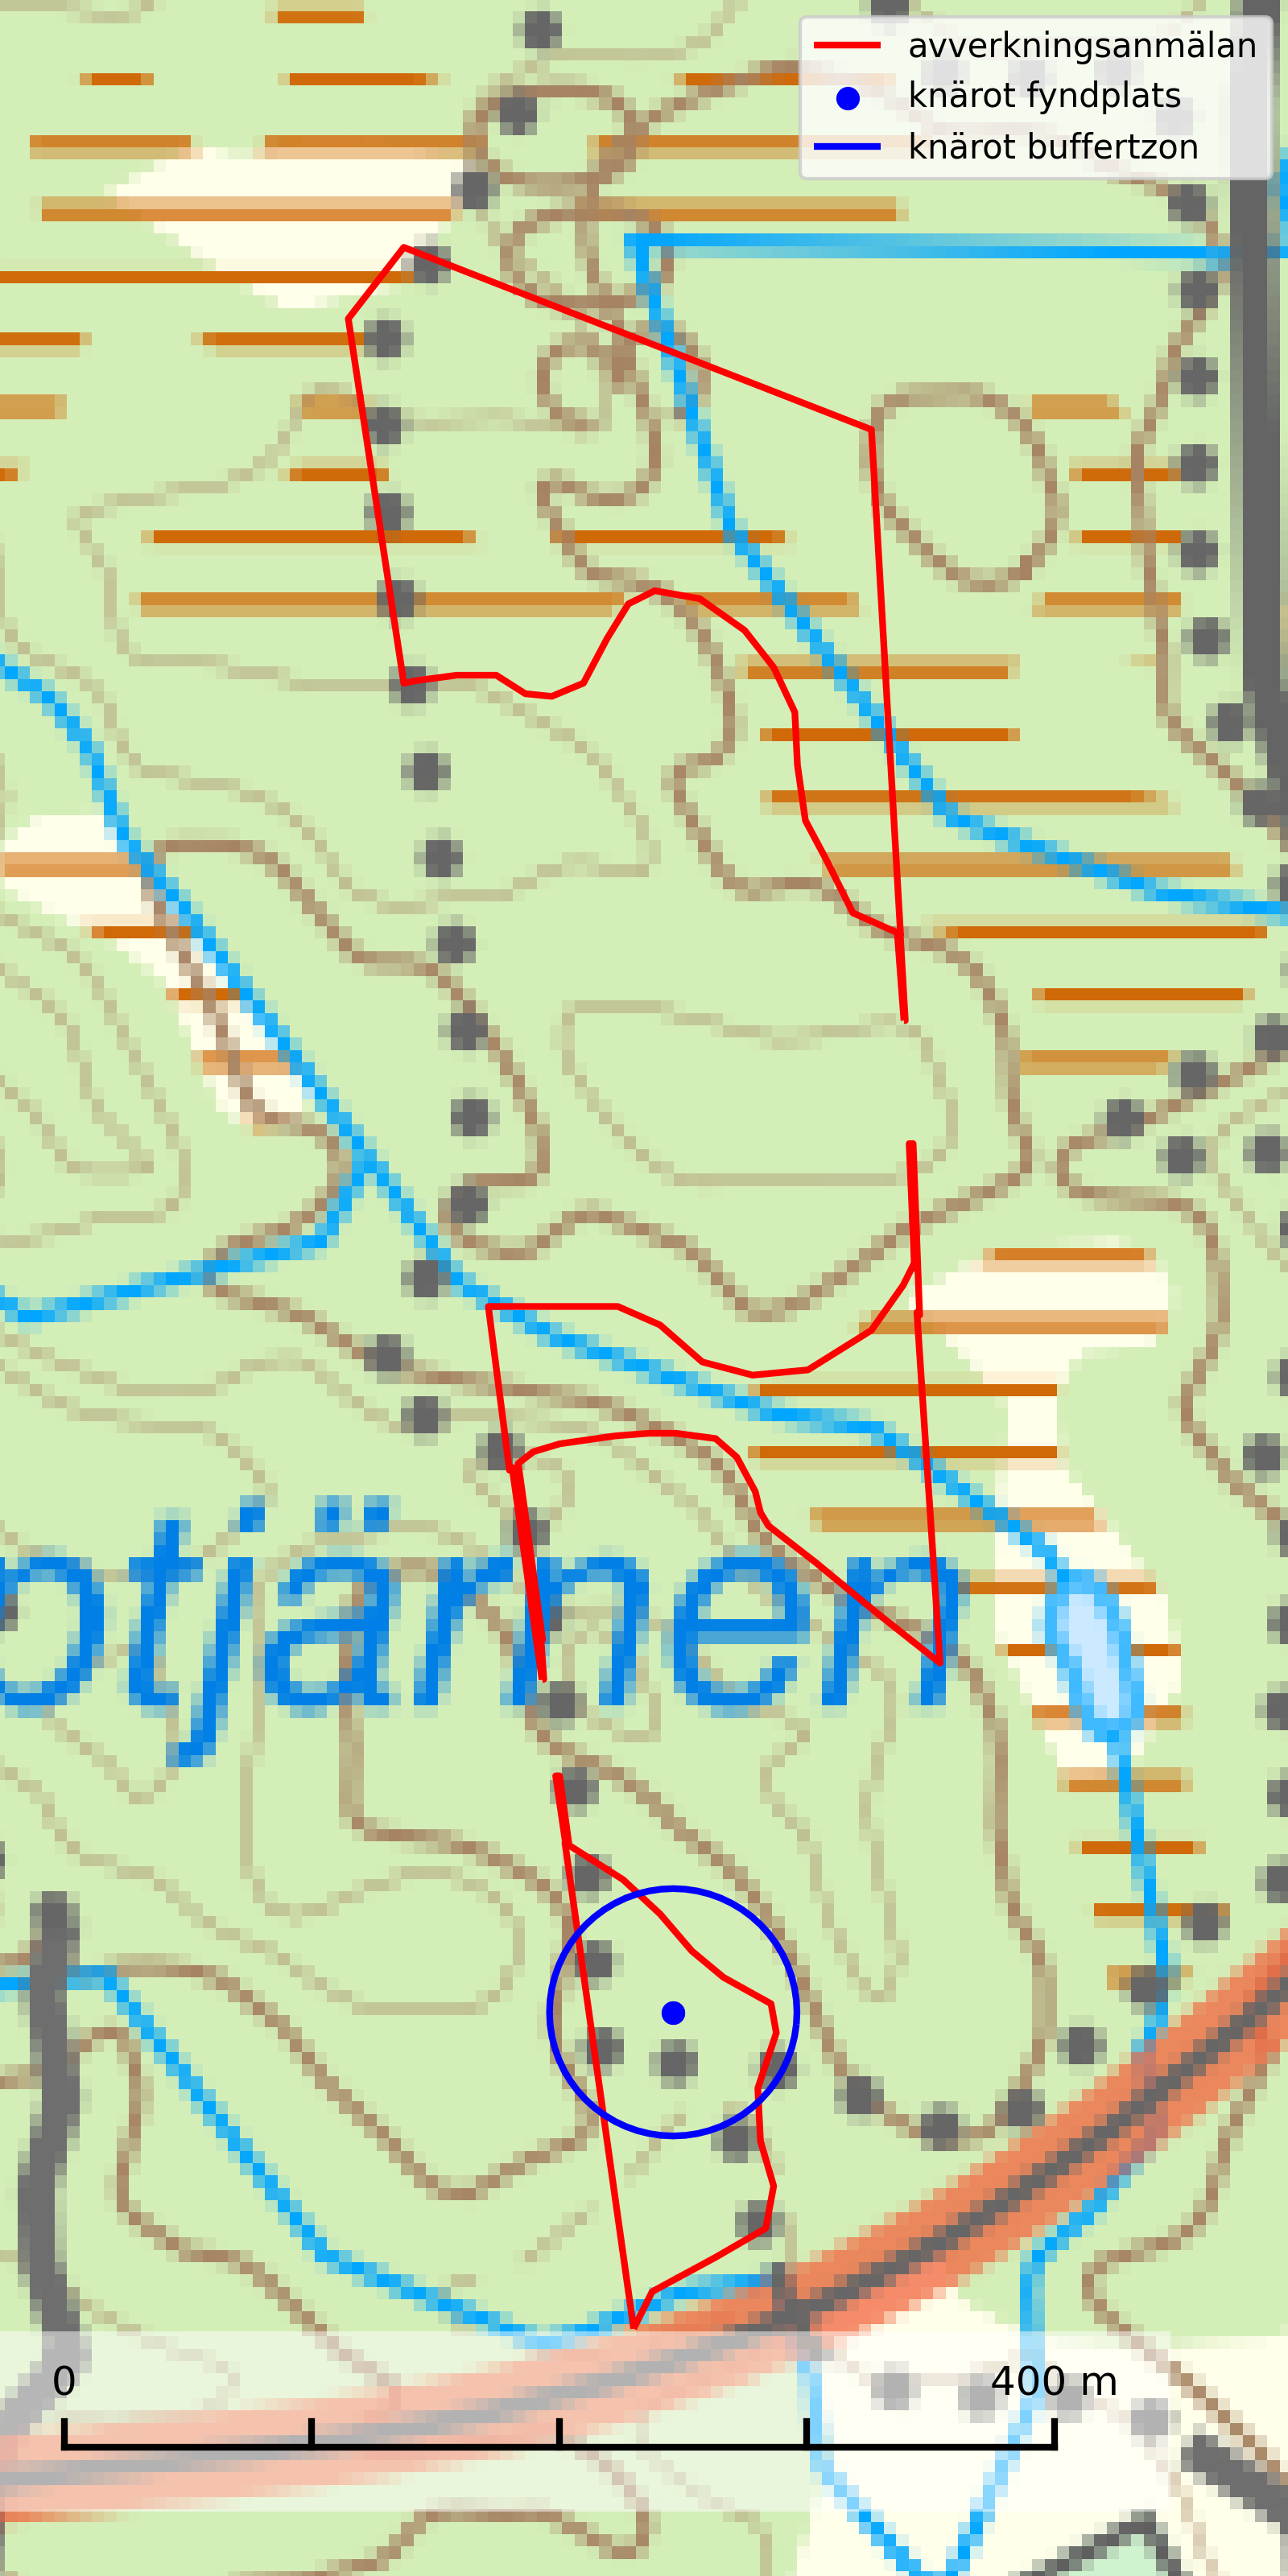 avverkningsanmälan
knärot fyndplats
knärot buffertzon
otjärnen
0 400 m